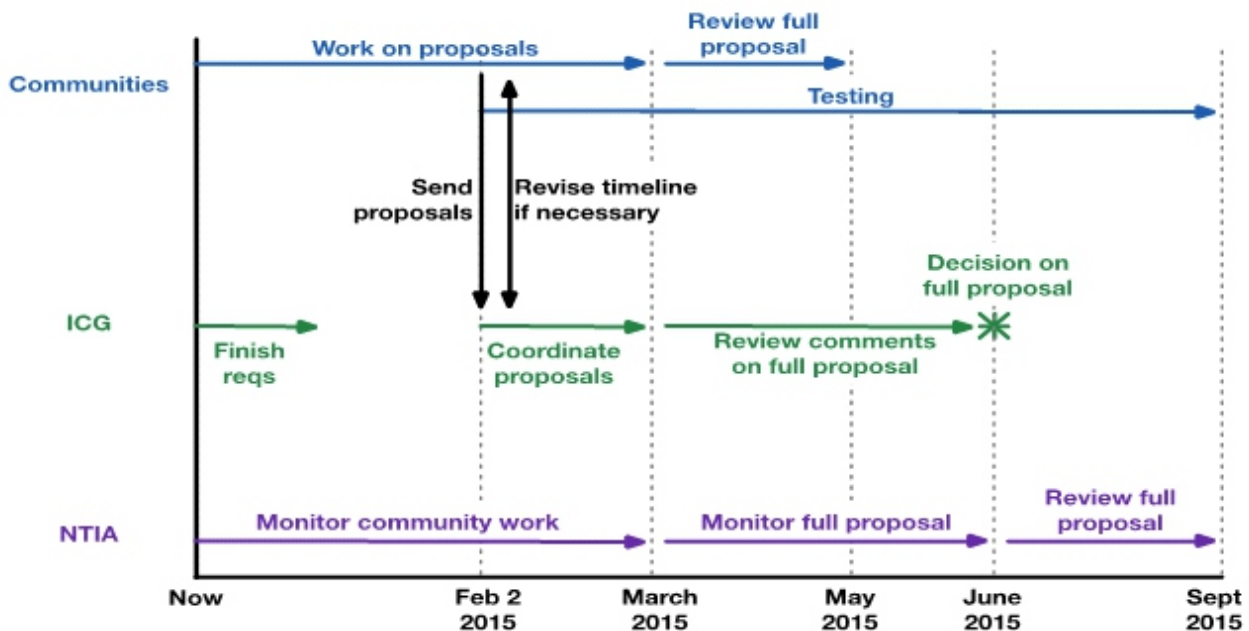 Review full
proposal
Work on proposals
Communities
Testing
Send
proposals
Revise timeline
if necessary
Decision on
full proposal
ICG
Finish
reqs
Coordinate
proposals
Review comments
on full proposal
Review full
proposal
Monitor community work
Monitor full proposal
NTIA
Now
Feb 2
2015
March
2015
May
2015
June
2015
Sept
2015